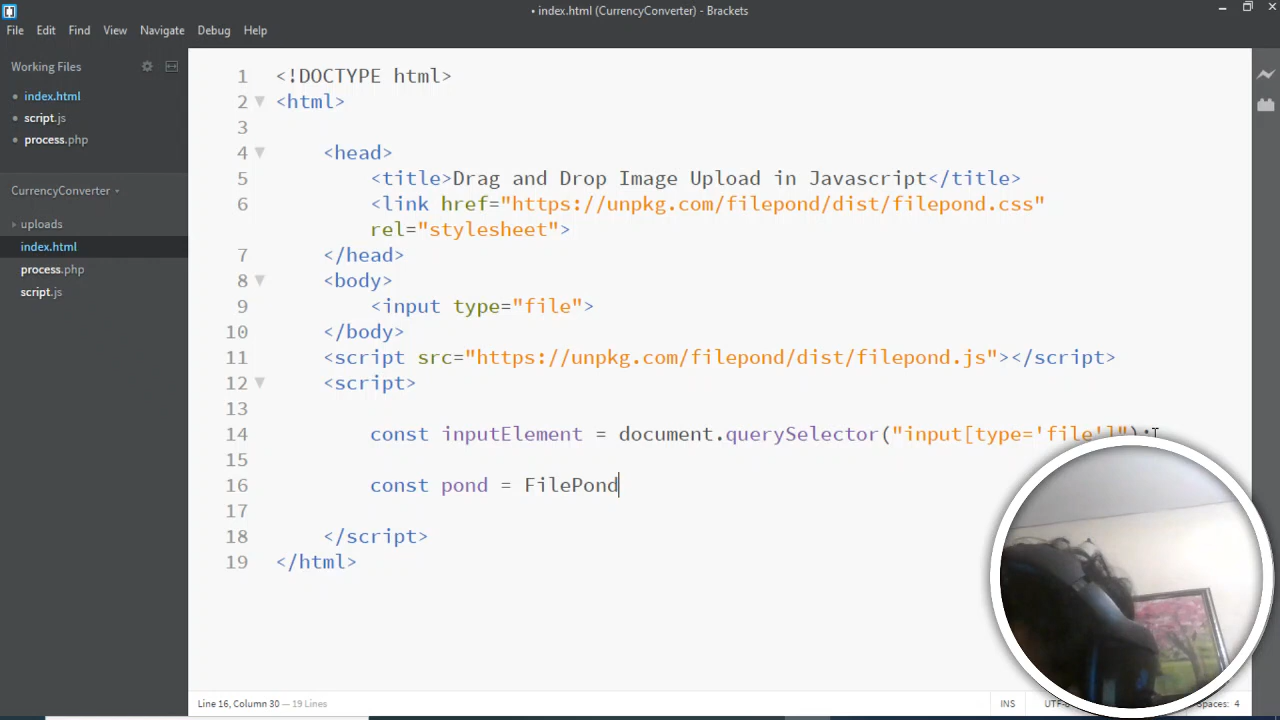 • index.html (CurrencyConverter) - Brackets
File Edit Find View Navigate Debug Help
Working Files
• index.html
• script.js
• process.php
CurrencyConverter
uploads
index.html
process.php
script.js
1 <!DOCTYPE html>
2 <html>
3
4 <head>
5 <title>Drag and Drop Image Upload in Javascript</title>
6 <link href="https://unpkg.com/filepond/dist/filepond.css"
rel="stylesheet">
7 </head>
8 <body>
9 <input type="file">
10 </body>
11 <script src="https://unpkg.com/filepond/dist/filepond.js"></script>
12 <script>
13
14 const inputElement = document.querySelector("input[type='file']");
15
16 const pond = FilePond
17
18 </script>
19 </html>
Line 16, Column 30 — 19 Lines
INS
Spaces: 4